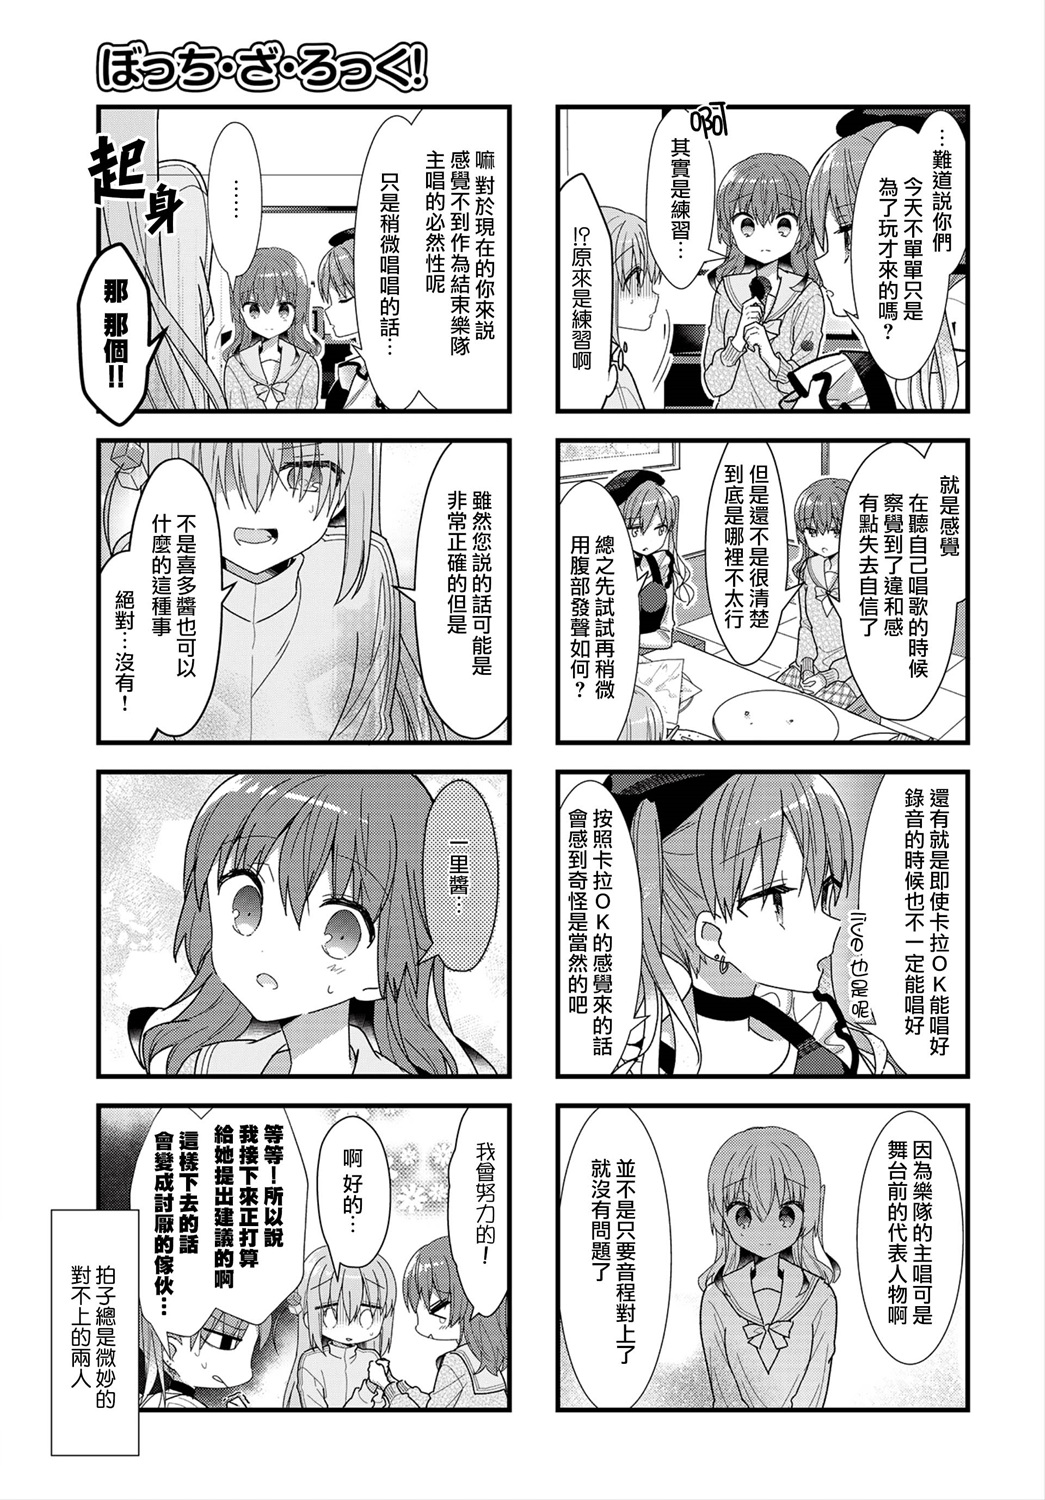 ぼっち・ざ・ろっく!
…難道說你們
今天不單單只是
為了玩才來的嗎?
啊
其實是練習…
!?原來是練習啊
就是感覺
在聽自己唱歌的時候
察覺到了違和感
有點失去自信了
但是還不是很清楚
到底是哪裡不太行
總之先試試再稍微
用腹部發聲如何?
還有就是即使卡拉OK能唱好
錄音的時候也不一定能唱好
live也是呢
按照卡拉OK的感覺來的話
會感到奇怪是當然的吧
因為樂隊的主唱可是
舞台前的代表人物啊
並不是只要音程對上了
就沒有問題了
嘛 對於現在的你來說
感覺不到作為結束樂隊
主唱的必然性呢
只是稍微唱唱的話…
……
起身
那 那個!!
雖然您說的話可能是
非常正確的但是
不是喜多醬也可以
什麼的這種事
絕對…沒有!
一里醬…
我會努力的!
啊 好的…
等等!所以說
我接下來正打算
給她提出建議的啊
這樣下去的話
會變成討厭的傢伙…
拍子總是微妙的
對不上的兩人